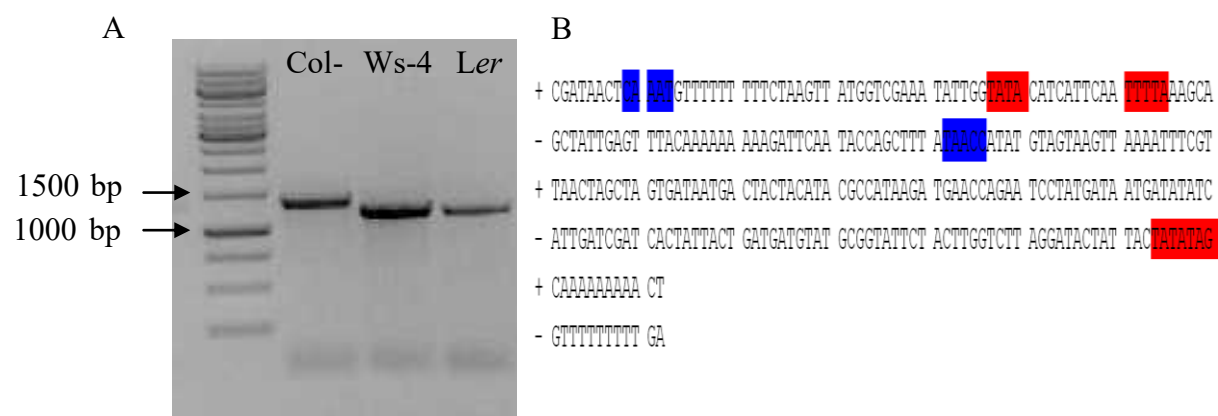 A
B
Col- Ws-4 Ler
1500 bp
1000 bp
+ CGATAACTCA AATGTTTTTT TTTCTAAGTT ATGGTCGAAA TATTGGTATA CATCATTCAA TTTTAAAGCA
- GCTATTGAGT TTACAAAAAA AAAGATTCAA TACCAGCTTT ATAACCATAT GTAGTAAGTT AAAATTTCGT
+ TAACTAGCTA GTGATAATGA CTACTACATA CGCCATAAGA TGAACCAGAA TCCTATGATA ATGATATATC
- ATTGATCGAT CACTATTACT GATGATGTAT GCGGTATTCT ACTTGGTCTT AGGATACTAT TACTATATAG
+ CAAAAAAAAA CT
- GTTTTTTTTT GA